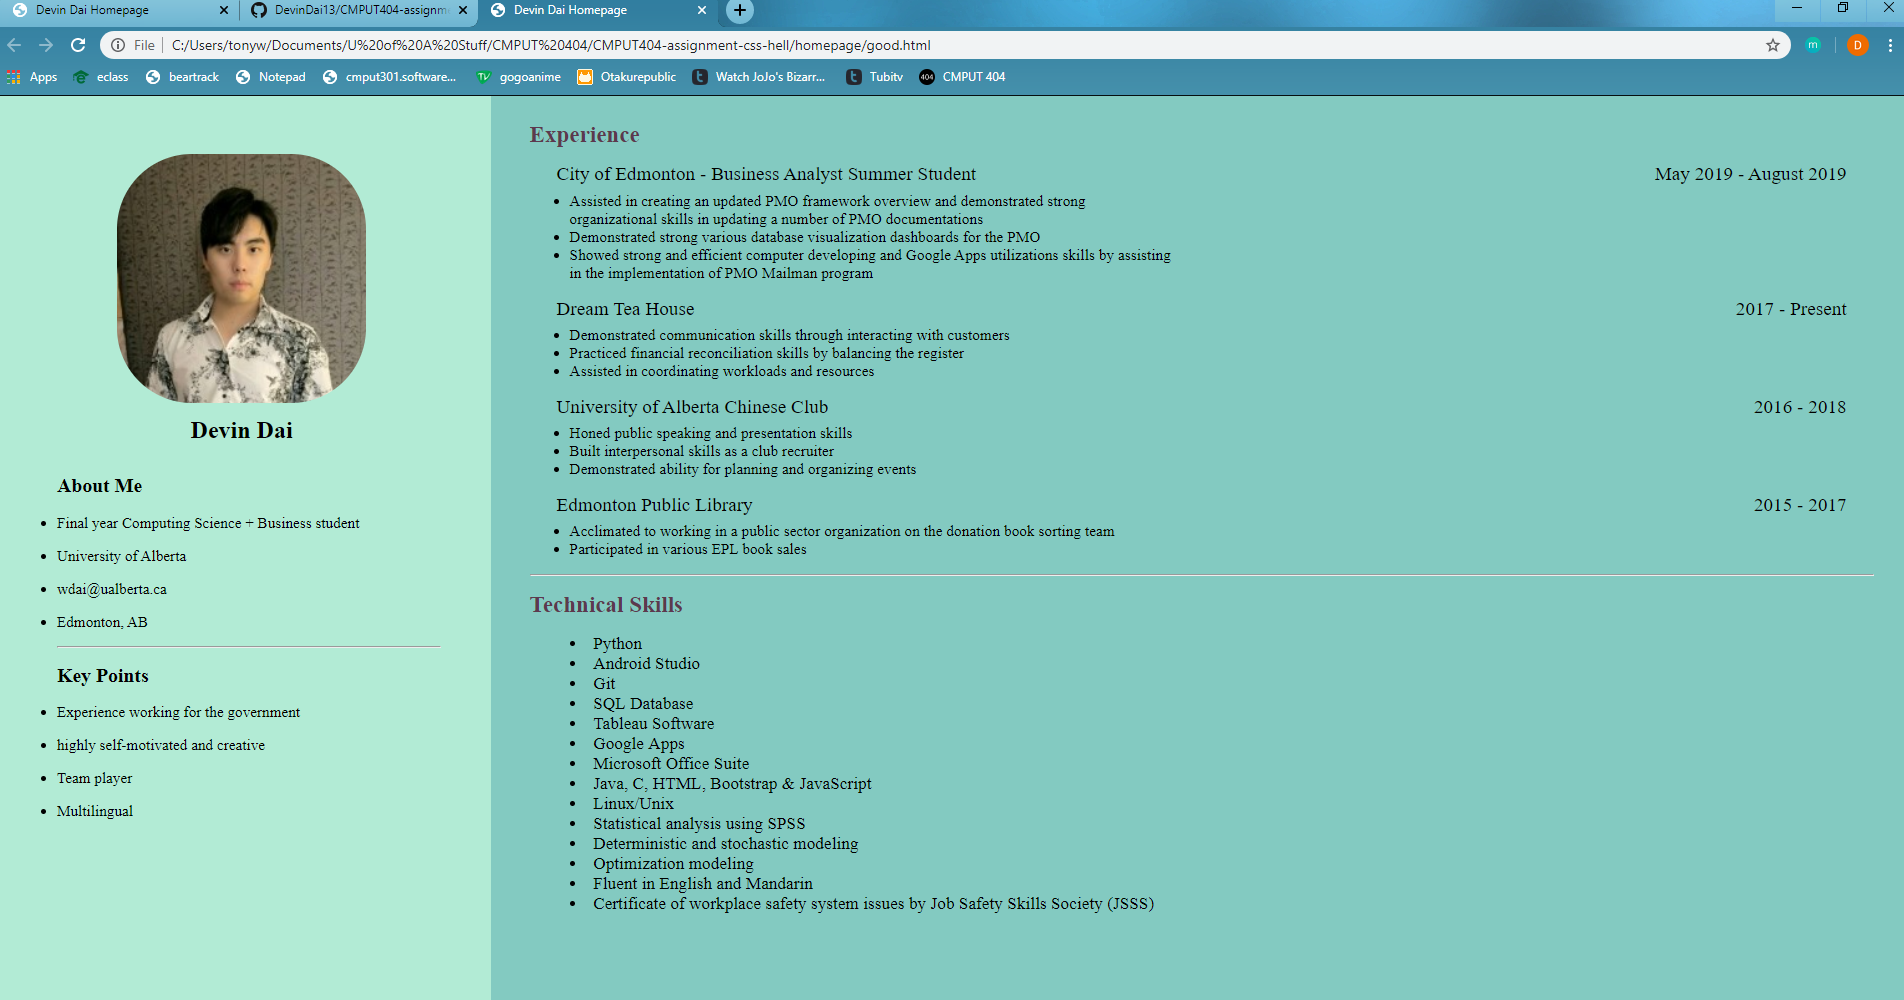 Devin Dai Homepage
DevinDai13/CMPUT404-assignm
Devin Dai Homepage
File
C:/Users/tonyw/Documents/U%20of%20A%20Stuff/CMPUT%20404/CMPUT404-assignment-css-hell/homepage/good.html
m
D
Apps
eclass
beartrack
Notepad
cmput301.software...
TV
gogoanime
Otakurepublic
t
Watch JoJo's Bizarr...
t
Tubitv
404
CMPUT 404
Devin Dai
About Me
• Final year Computing Science + Business student
• University of Alberta
• wdai@ualberta.ca
• Edmonton, AB
Key Points
• Experience working for the government
• highly self-motivated and creative
• Team player
• Multilingual
Experience
City of Edmonton - Business Analyst Summer Student May 2019 - August 2019
• Assisted in creating an updated PMO framework overview and demonstrated strong
organizational skills in updating a number of PMO documentations
• Demonstrated strong various database visualization dashboards for the PMO
• Showed strong and efficient computer developing and Google Apps utilizations skills by assisting
in the implementation of PMO Mailman program
Dream Tea House 2017 - Present
• Demonstrated communication skills through interacting with customers
• Practiced financial reconciliation skills by balancing the register
• Assisted in coordinating workloads and resources
University of Alberta Chinese Club 2016 - 2018
• Honed public speaking and presentation skills
• Built interpersonal skills as a club recruiter
• Demonstrated ability for planning and organizing events
Edmonton Public Library 2015 - 2017
• Acclimated to working in a public sector organization on the donation book sorting team
• Participated in various EPL book sales
Technical Skills
• Python
• Android Studio
• Git
• SQL Database
• Tableau Software
• Google Apps
• Microsoft Office Suite
• Java, C, HTML, Bootstrap & JavaScript
• Linux/Unix
• Statistical analysis using SPSS
• Deterministic and stochastic modeling
• Optimization modeling
• Fluent in English and Mandarin
• Certificate of workplace safety system issues by Job Safety Skills Society (JSSS)